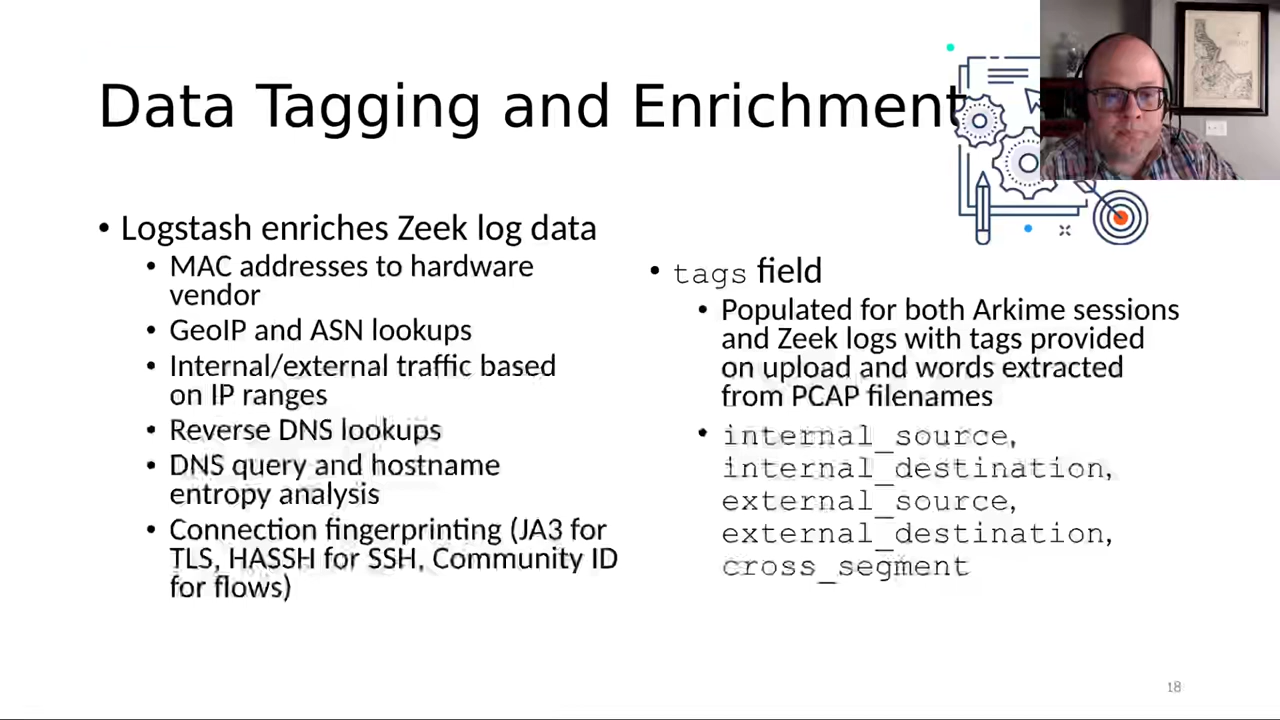 Data Tagging and Enrichment
• Logstash enriches Zeek log data
• MAC addresses to hardware
vendor
• GeoIP and ASN lookups
• Internal/external traffic based
on IP ranges
• Reverse DNS lookups
• DNS query and hostname
entropy analysis
• Connection fingerprinting (JA3 for
TLS, HASSH for SSH, Community ID
for flows)
• tags field
• Populated for both Arkime sessions
and Zeek logs with tags provided
on upload and words extracted
from PCAP filenames
• internal_source,
internal_destination,
external_source,
external_destination,
cross_segment
18